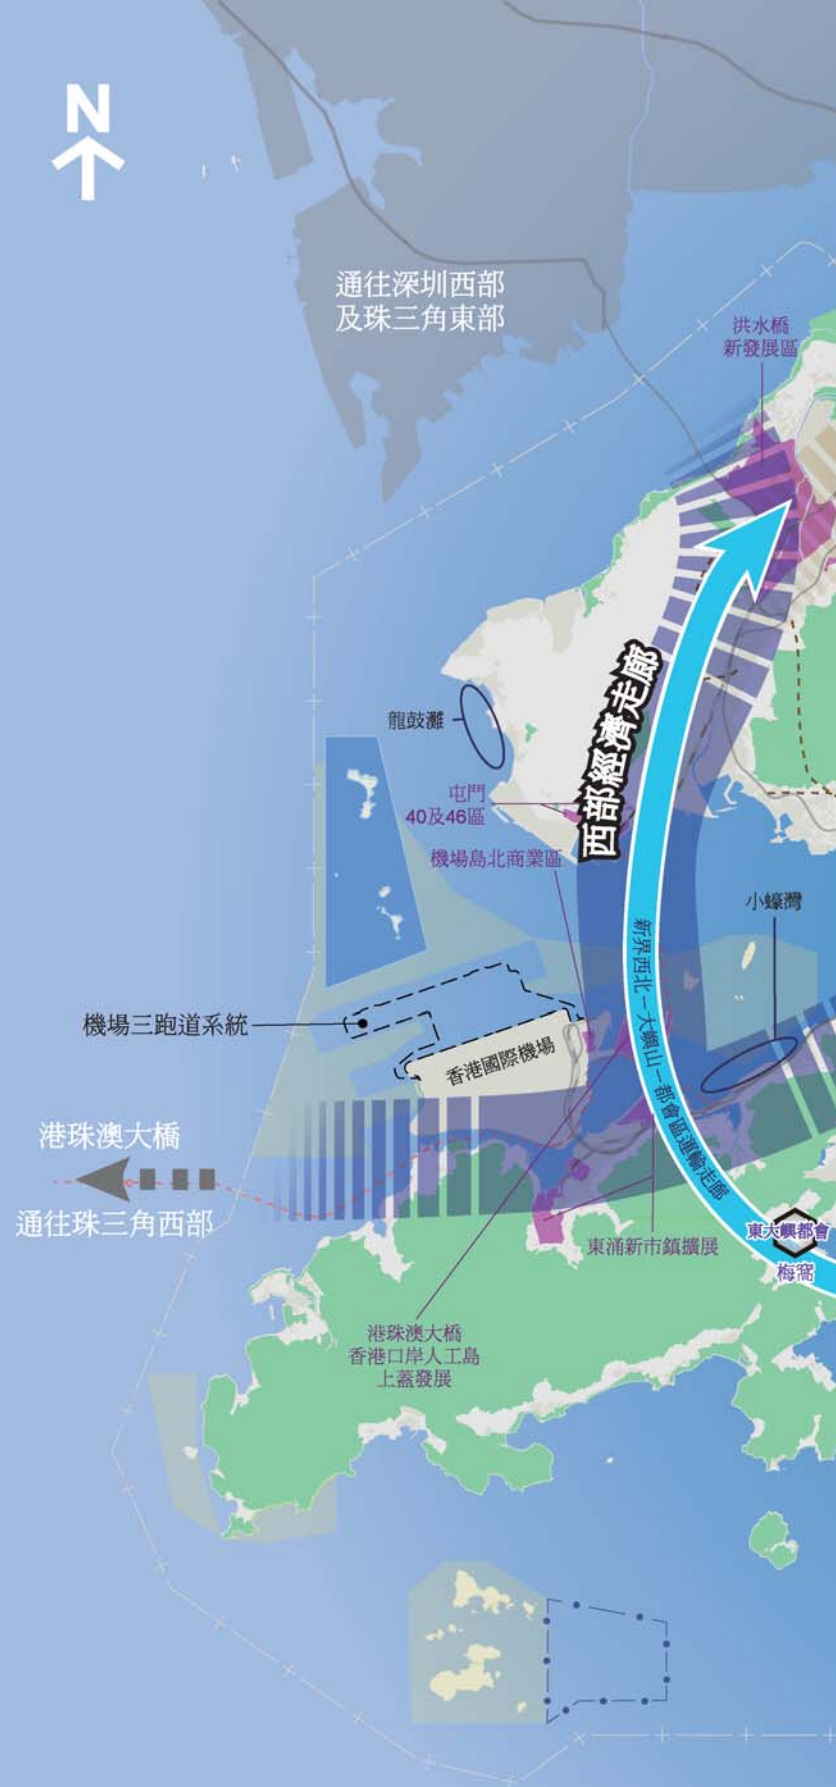 N
通往深圳西部
及珠三角東部
洪水橋
新發展區
西部經濟走廊
龍鼓灘
屯門
40及46區
機場島北商業區
小蠔灣
新界西北－大嶼山－都會區運輸走廊
機場三跑道系統
香港國際機場
港珠澳大橋
通往珠三角西部
東大嶼都會
梅窩
東涌新市鎮擴展
港珠澳大橋
香港口岸人工島
上蓋發展